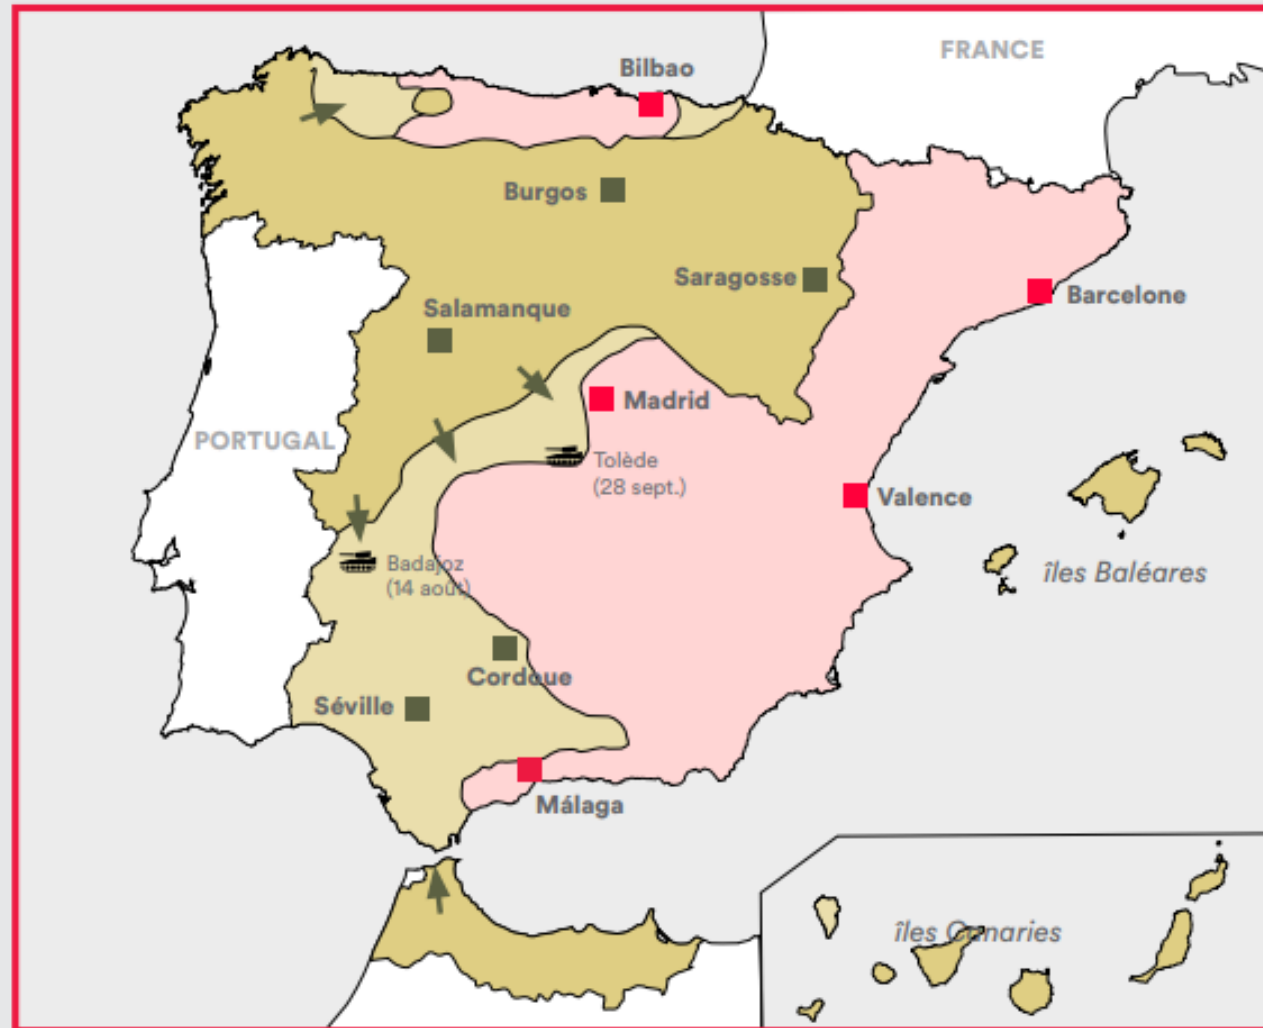 FRANCE
Bilbao
Burgos
Saragosse
Barcelone
Salamanque
Madrid
PORTUGAL
Tolède
(28 sept.)
Valence
Badajoz
(14 août)
îles Baléares
Cordoue
Séville
Málaga
îles Canaries